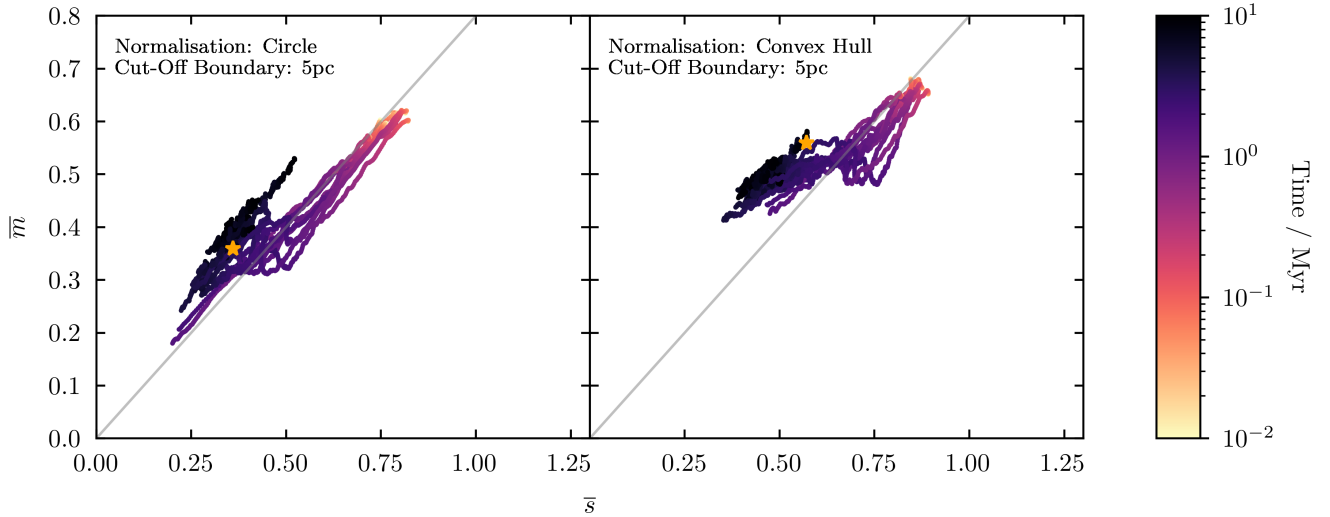 Normalisation: Circle
Cut-Off Boundary: 5pc
Normalisation: Convex Hull
Cut-Off Boundary: 5pc
0.8
0.7
0.6
0.5
0.4
0.3
0.2
0.1
0.0
m̅
0.00 0.25 0.50 0.75 1.00 1.25
0.25 0.50 0.75 1.00 1.25
s̅
10¹
10⁰
10⁻¹
10⁻²
Time / Myr